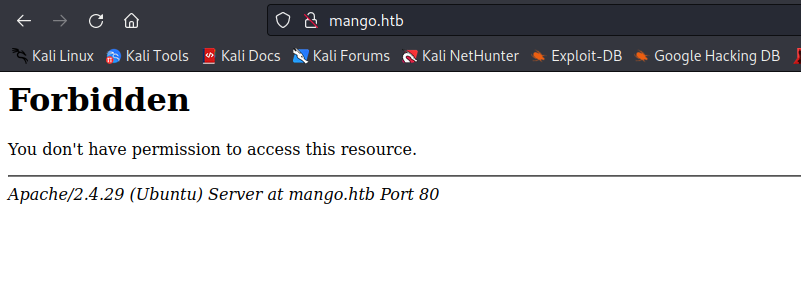 mango.htb
Kali Linux Kali Tools Kali Docs Kali Forums Kali NetHunter Exploit-DB Google Hacking DB
Forbidden
You don't have permission to access this resource.
Apache/2.4.29 (Ubuntu) Server at mango.htb Port 80